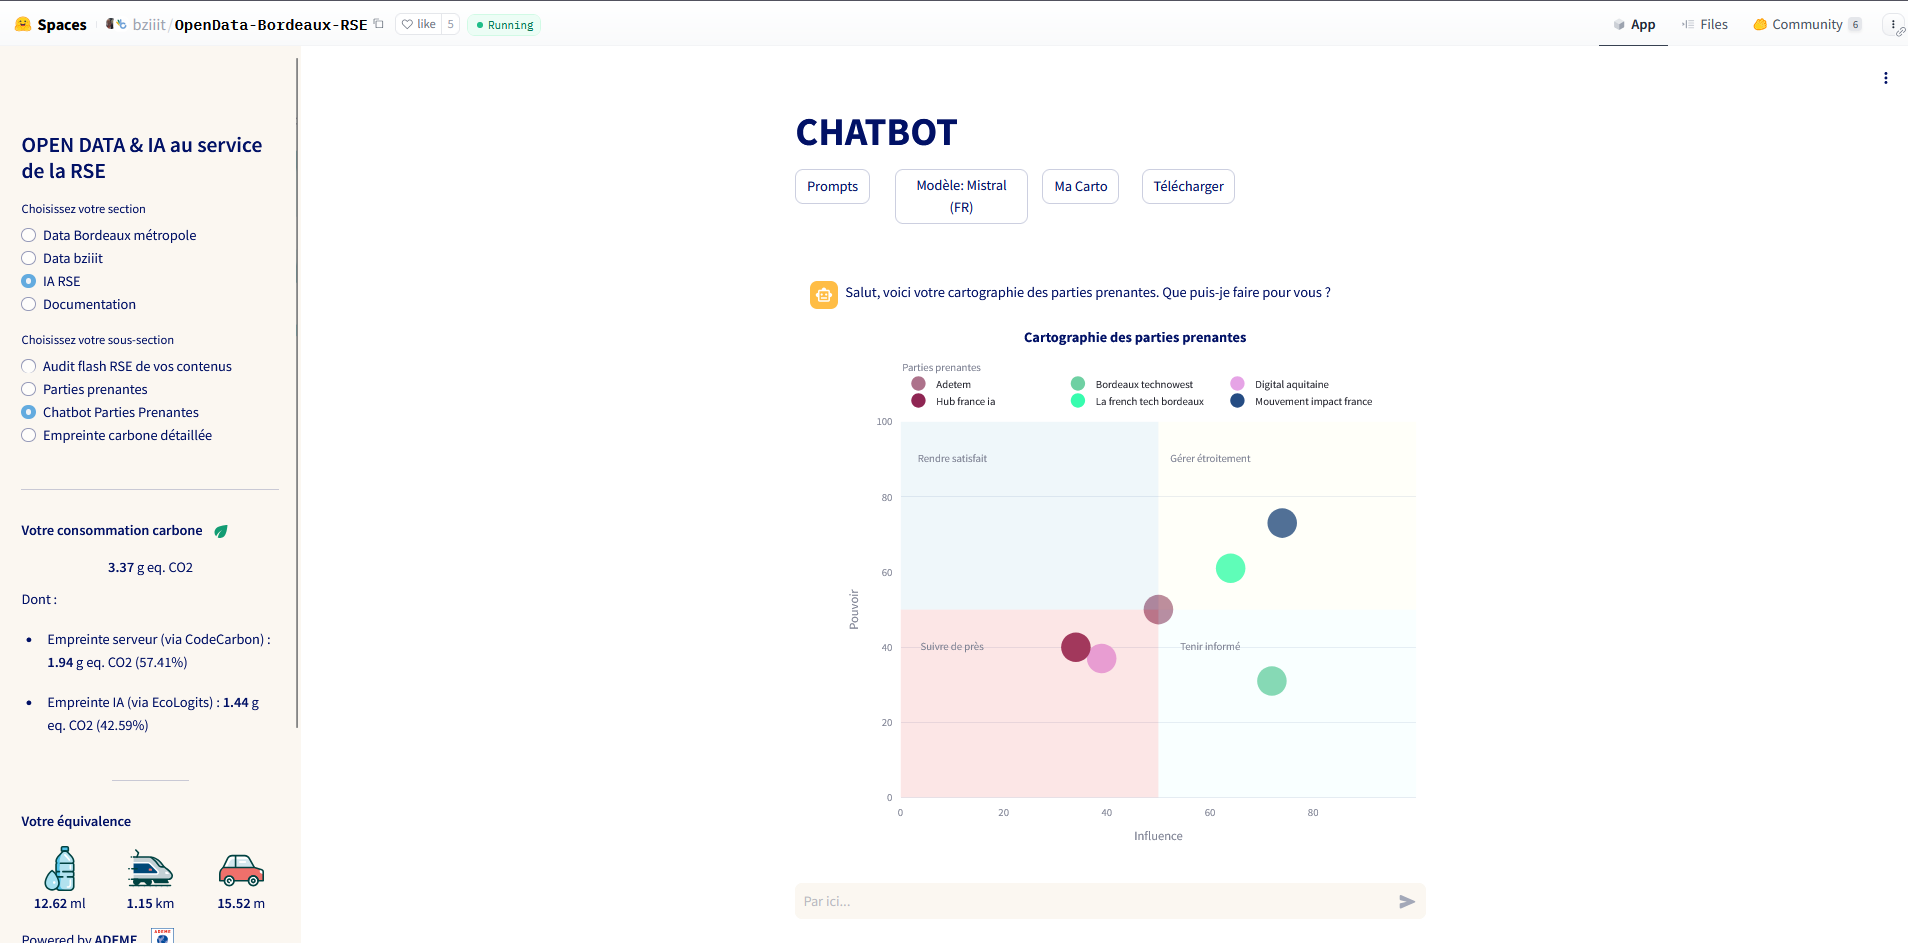 Spaces
bziiit/OpenData-Bordeaux-RSE
like 5
Running
App
Files
Community 6
OPEN DATA & IA au service
de la RSE
Choisissez votre section
Data Bordeaux métropole
Data bziiit
IA RSE
Documentation
Choisissez votre sous-section
Audit flash RSE de vos contenus
Parties prenantes
Chatbot Parties Prenantes
Empreinte carbone détaillée
Votre consommation carbone
3.37 g eq. CO2
Dont :
Empreinte serveur (via CodeCarbon) :
1.94 g eq. CO2 (57.41%)
Empreinte IA (via EcoLogits) : 1.44 g
eq. CO2 (42.59%)
Votre équivalence
12.62 ml
1.15 km
15.52 m
Powered by ADEME
ADEME
CHATBOT
Prompts
Modèle: Mistral
(FR)
Ma Carto
Télécharger
Salut, voici votre cartographie des parties prenantes. Que puis-je faire pour vous ?
Cartographie des parties prenantes
Parties prenantes
Adetem
Bordeaux technowest
Digital aquitaine
Hub france ia
La french tech bordeaux
Mouvement impact france
100
80
60
40
20
0
Pouvoir
Rendre satisfait
Gérer étroitement
Suivre de près
Tenir informé
0
20
40
60
80
Influence
Par ici...